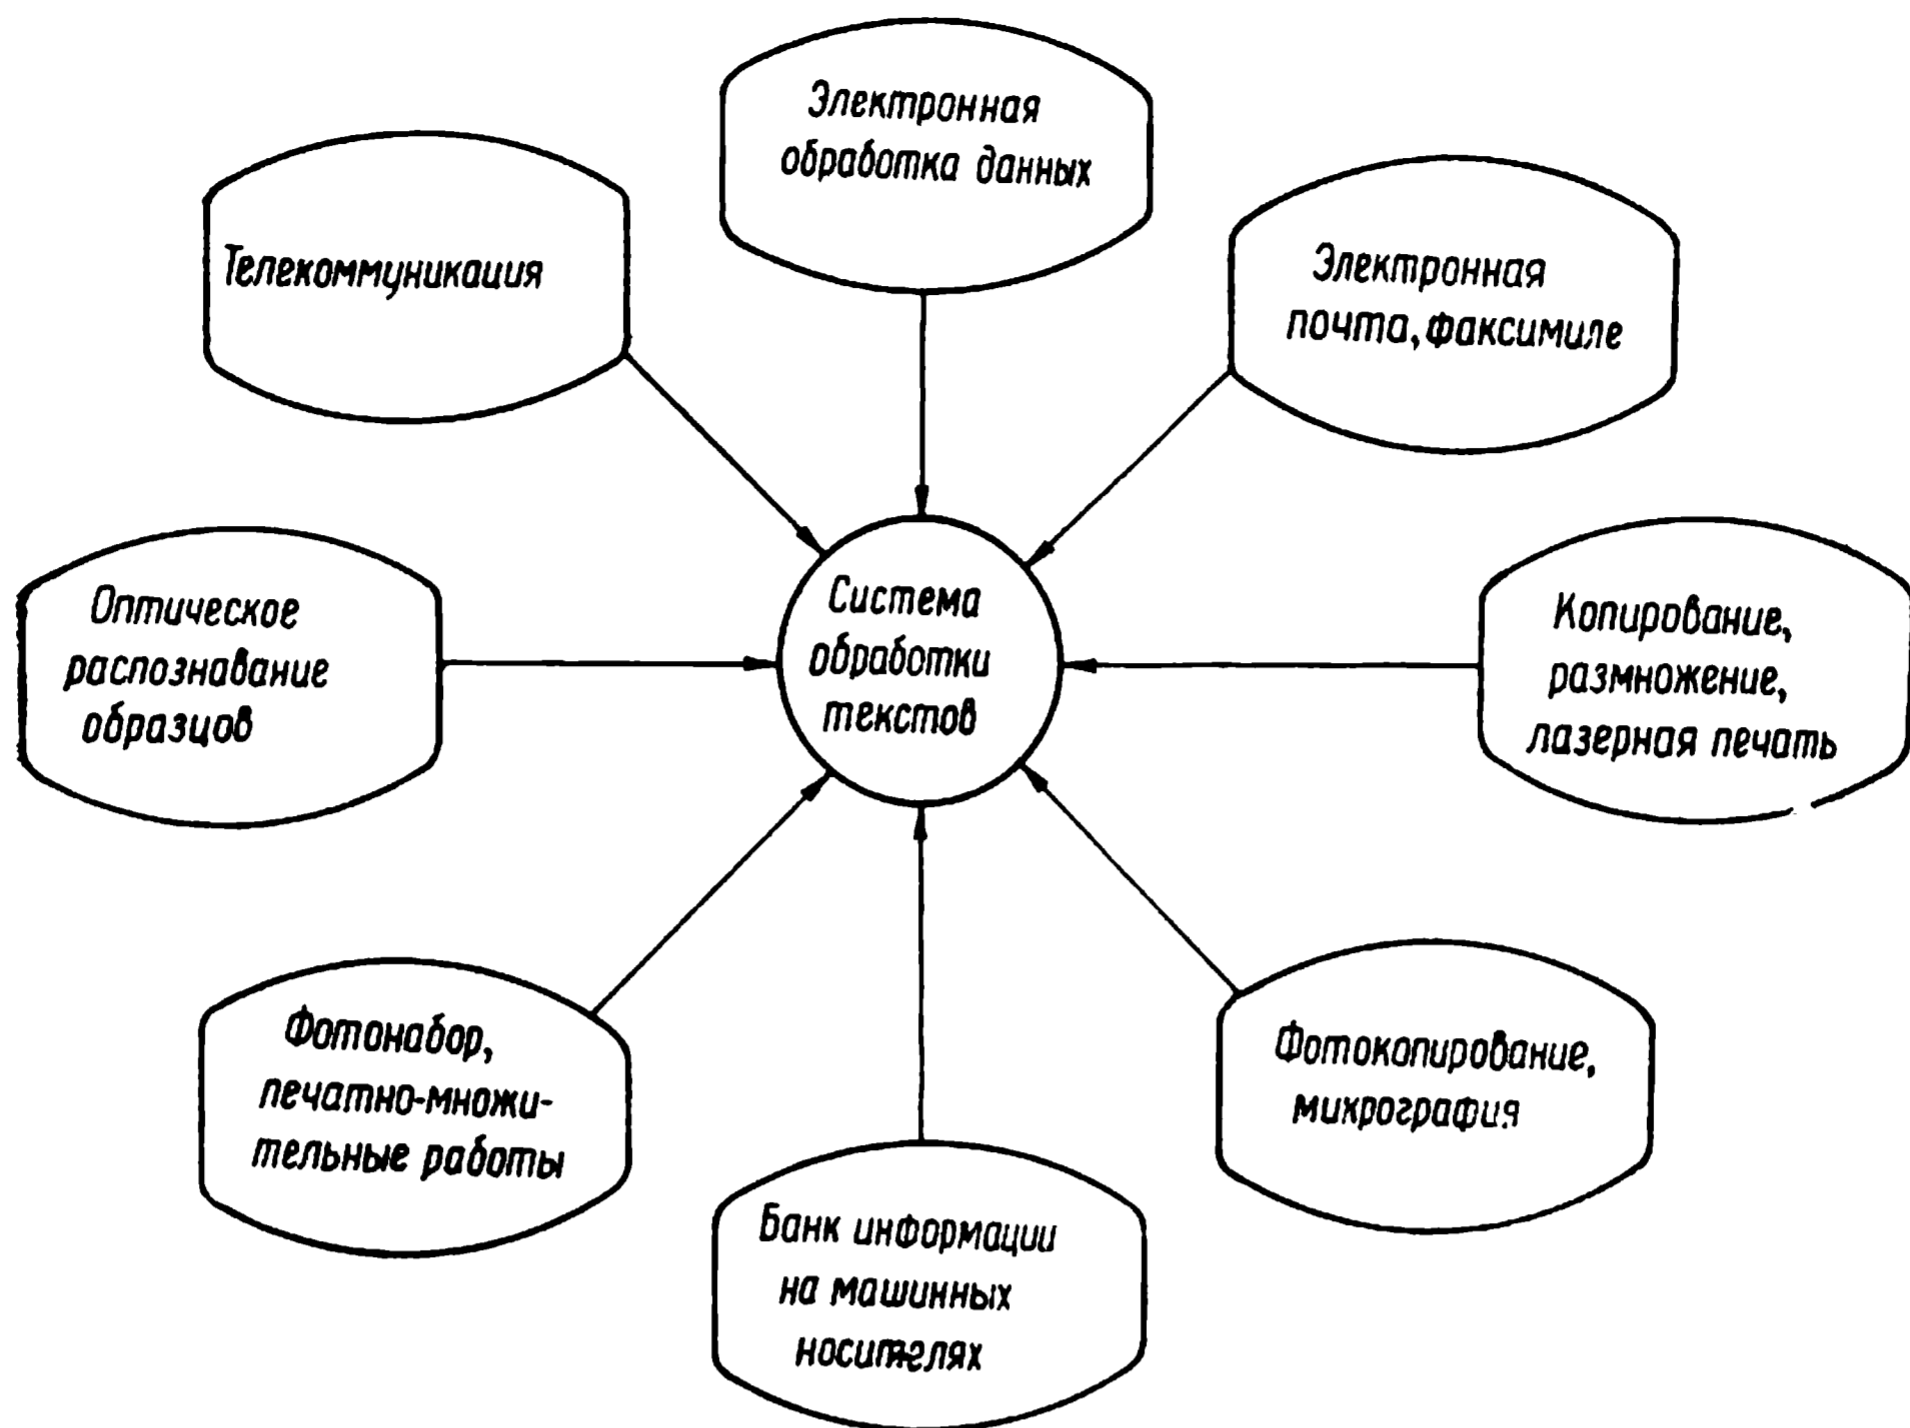 Электронная
обработка данных
Телекоммуникация
Электронная
почта, факсимиле
Оптическое
распознавание
образцов
Система
обработки
текстов
Копирование,
размножение,
лазерная печать
Фотонабор,
печатно-множи-
тельные работы
Фотокопирование,
микрография
Банк информации
на машинных
носителях